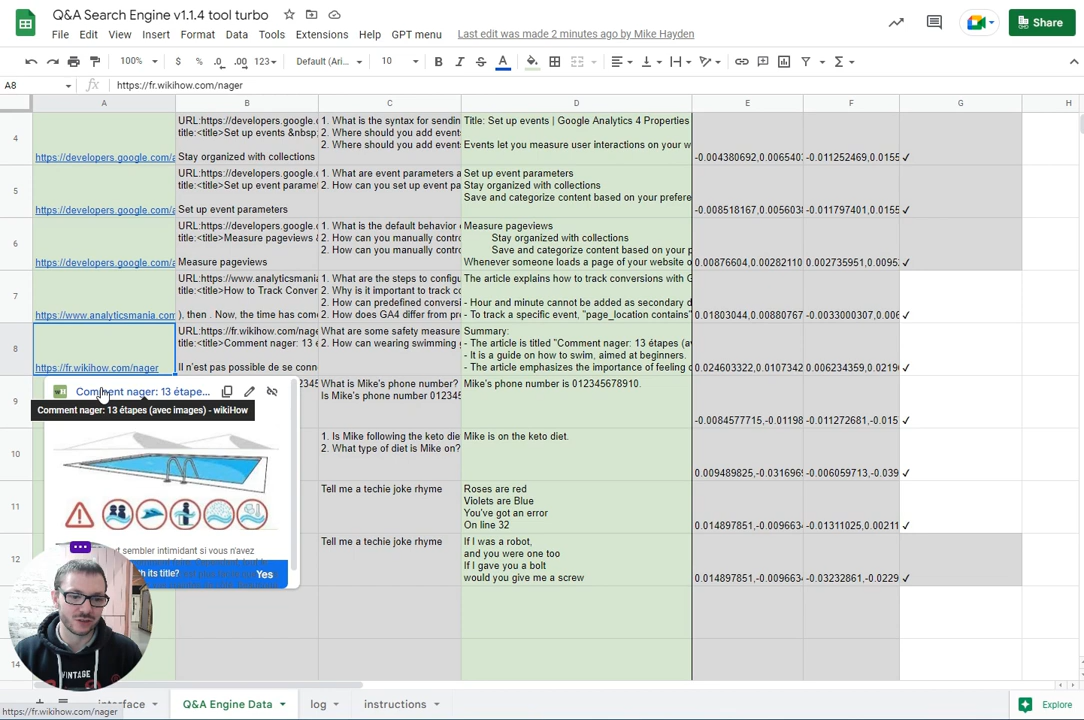 Q&A Search Engine v1.1.4 tool turbo
File Edit View Insert Format Data Tools Extensions Help GPT menu Last edit was made 2 minutes ago by Mike Hayden
Share
100% $ % .0 .00 123 Default (Ari... 10 B I S A
A8 fx https://fr.wikihow.com/nager
A B C D E F G H
4
https://developers.google.com/a
URL:https://developers.google.c
title:<title>Set up events &nbsp;
Stay organized with collections
1. What is the syntax for sendin
2. Where should you add event
2. Where should you add event
Title: Set up events | Google Analytics 4 Properties
Events let you measure user interactions on your w
-0.004380692,0.0065403 -0.011252469,0.0155 ✓
5
https://developers.google.com/a
URL:https://developers.google.c
title:<title>Set up event paramet
Set up event parameters
1. What are event parameters a
2. How can you set up event pa
Set up event parameters
Stay organized with collections
Save and categorize content based on your prefere
-0.008518167,0.0056038 -0.011797401,0.0155 ✓
6
https://developers.google.com/a
URL:https://developers.google.c
title:<title>Measure pageviews &
Measure pageviews
1. What is the default behavior
2. How can you manually contro
2. How can you manually contro
Measure pageviews
Stay organized with collections
Save and categorize content based on your p
Whenever someone loads a page of your website o
0.00876604,0.00282110 0.002735951,0.0095 ✓
7
https://www.analyticsmania.com
URL:https://www.analyticsmania
title:<title>How to Track Conver
), then . Now, the time has come
1. What are the steps to configu
1. Why is it important to track
2. How can predefined conversi
2. How does GA4 differ from pre
The article explains how to track conversions with G
- Hour and minute cannot be added as secondary d
- To track a specific event, "page_location contains"
0.01803044,0.00880767 -0.0033000307,0.006 ✓
8
https://fr.wikihow.com/nager
URL:https://fr.wikihow.com/nage
title:<title>Comment nager: 13 é
Il n'est pas possible de se conne
What are some safety measure
2. How can wearing swimming g
Summary:
- The article is titled "Comment nager: 13 étapes (av
- It is a guide on how to swim, aimed at beginners.
- The article emphasizes the importance of feeling c
0.024603322,0.0107342 0.006234354,0.0219 ✓
Comment nager: 13 étape...
Comment nager: 13 étapes (avec images) - wikiHow
ut sembler intimidant si vous n'avez
h its title? Yes
9
What is Mike's phone number?
Is Mike's phone number 012345
Mike's phone number is 012345678910.
-0.0084577715,-0.01198 -0.011272681,-0.015 ✓
10
1. Is Mike following the keto die
2. What type of diet is Mike on?
Mike is on the keto diet.
0.009489825,-0.031696 -0.006059713,-0.039 ✓
11
Tell me a techie joke rhyme
Roses are red
Violets are Blue
You've got an error
On line 32
0.014897851,-0.009663 -0.01311025,0.00211 ✓
12
Tell me a techie joke rhyme
If I was a robot,
and you were one too
If I gave you a bolt
would you give me a screw
0.014897851,-0.009663 -0.03232861,-0.0229 ✓
14
VINTAGE
interface Q&A Engine Data log instructions Explore
https://fr.wikihow.com/nager